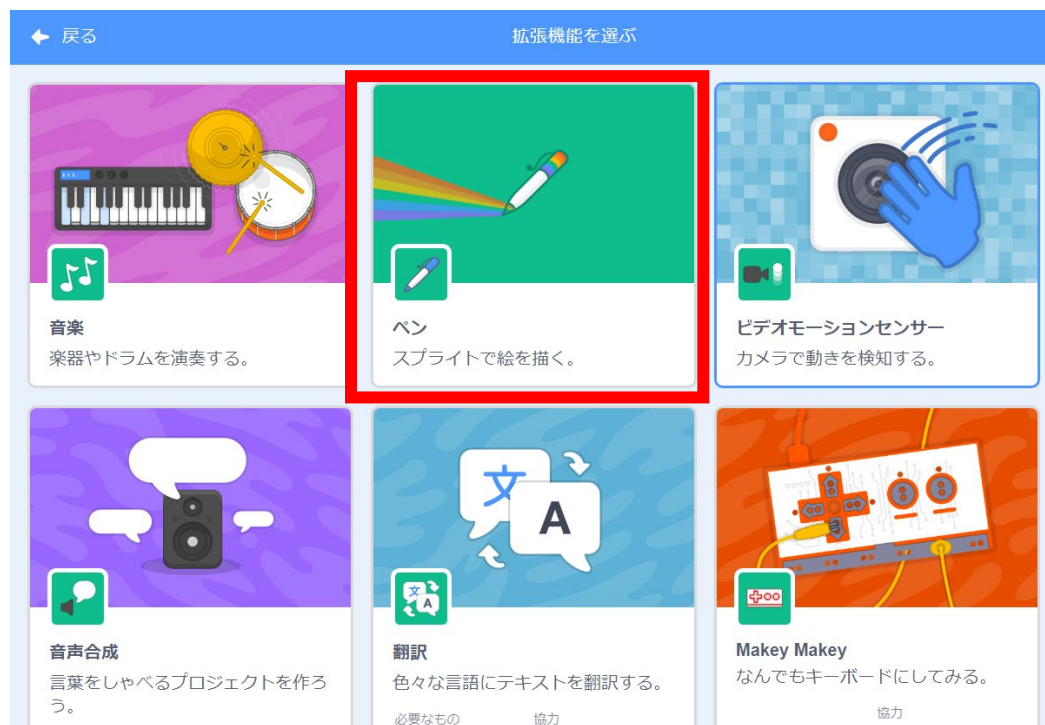 戻る
拡張機能を選ぶ
音楽
楽器やドラムを演奏する。
ペン
スプライトで絵を描く。
ビデオモーションセンサー
カメラで動きを検知する。
文
A
文
A
音声合成
言葉をしゃべるプロジェクトを作ろ
う。
翻訳
色々な言語にテキストを翻訳する。
必要なもの 協力
Makey Makey
なんでもキーボードにしてみる。
協力